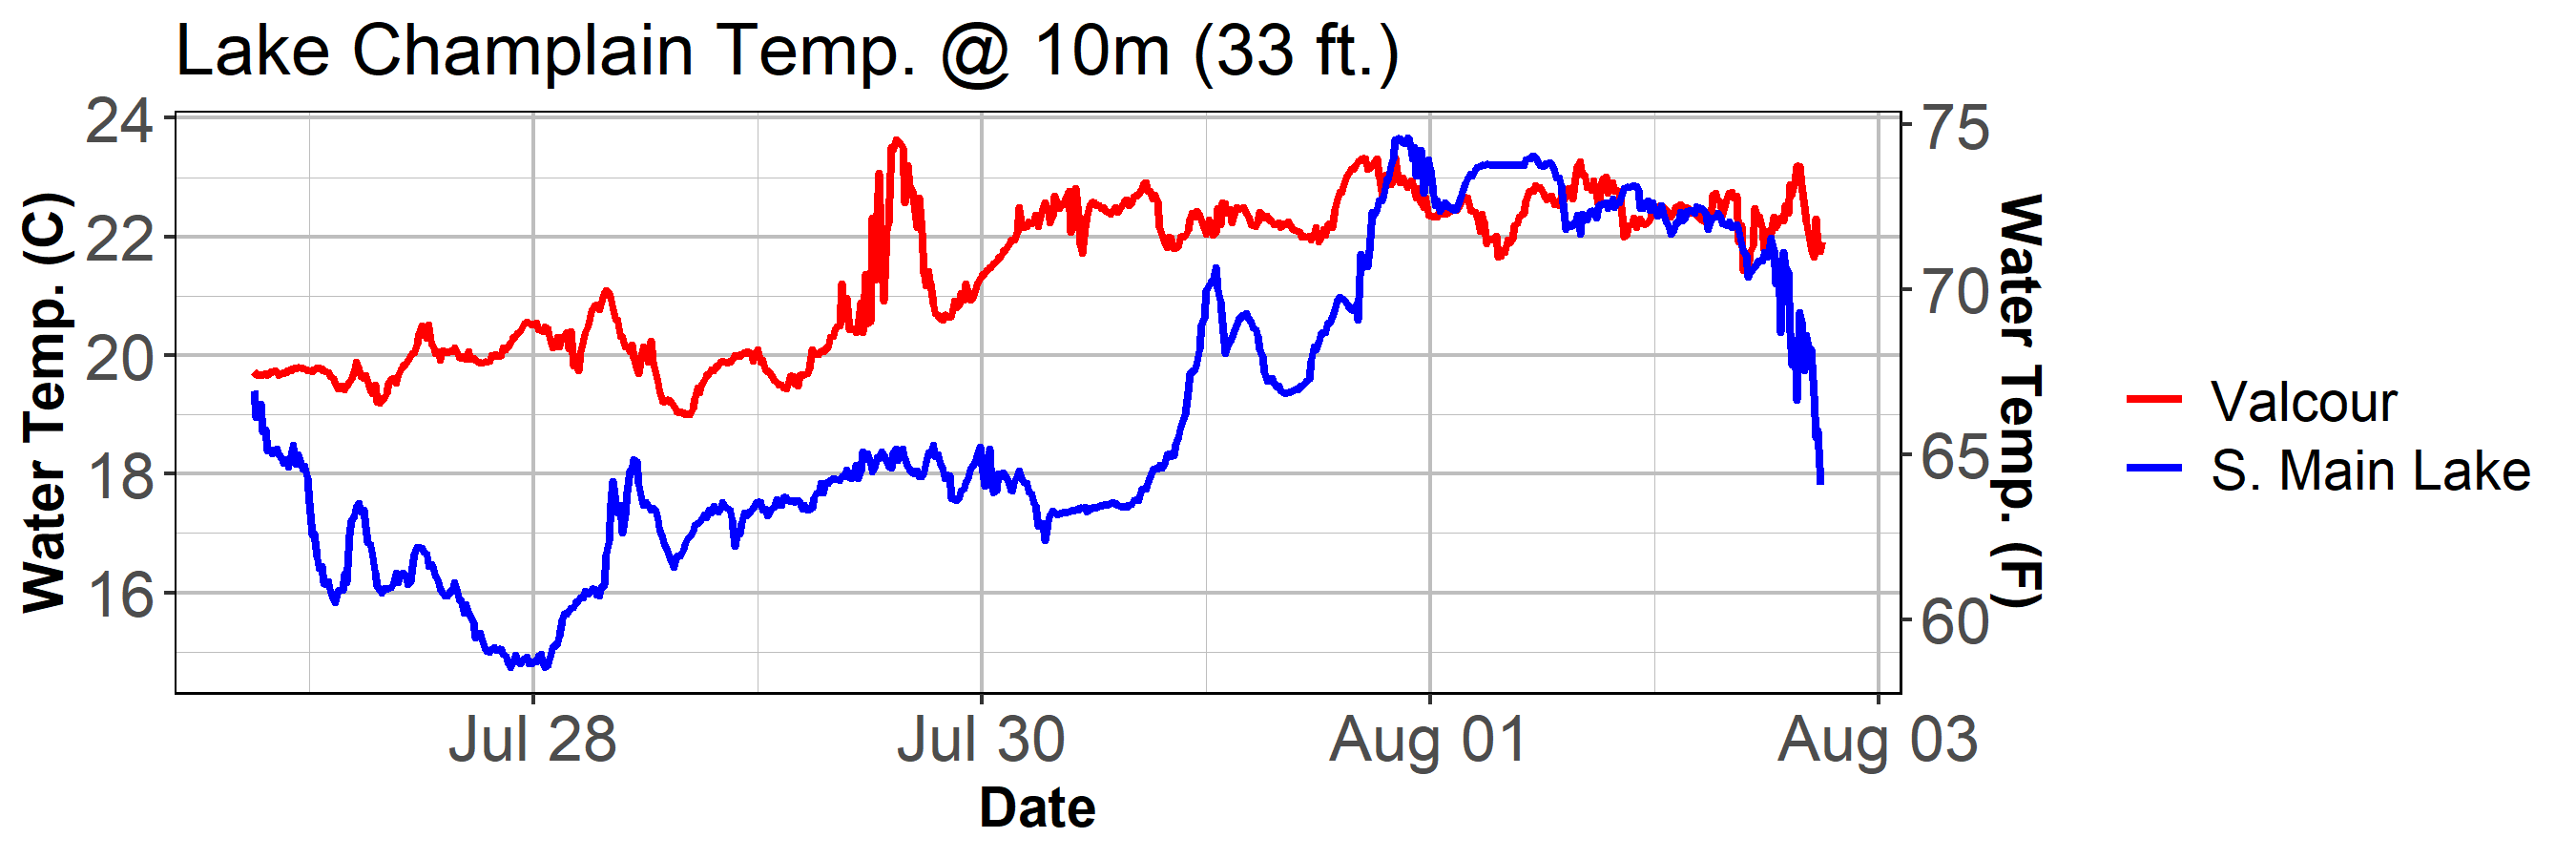 Lake Champlain Temp. @ 10m (33 ft.)
Water Temp. (C)
24
22
20
18
16
75
70
65
60
Water Temp. (F)
Jul 28
Jul 30
Aug 01
Aug 03
Date
Valcour
S. Main Lake